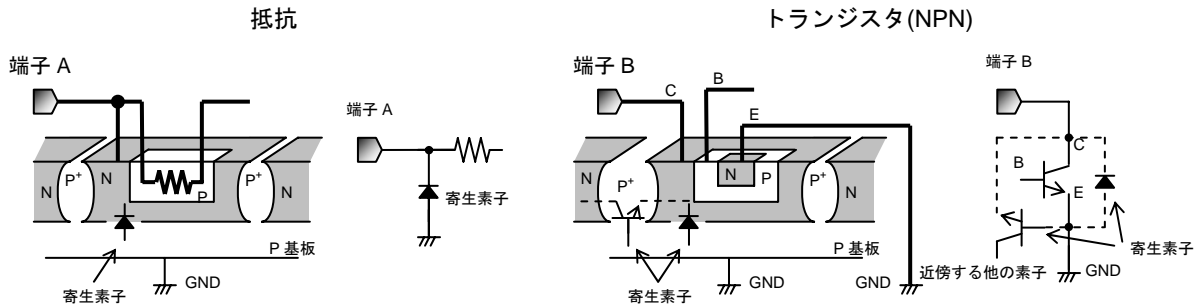 抵抗
端子 A
N
P+
N
P
P+
N
P 基板
寄生素子
GND
端子 A
寄生素子
トランジスタ(NPN)
端子 B
C
B
E
N
P+
N
N
P
P+
N
P 基板
寄生素子
GND
GND
端子 B
C
B
E
寄生素子
近傍する他の素子
GND